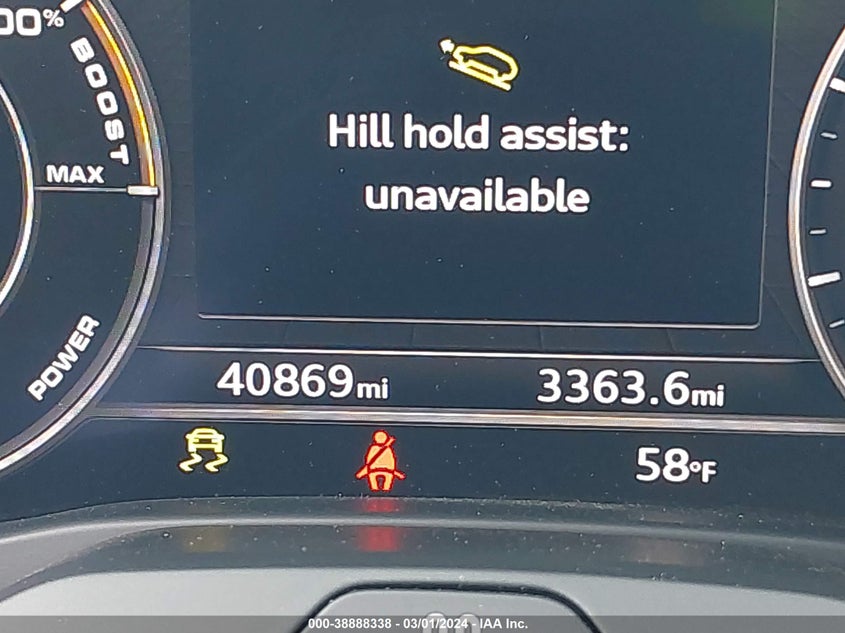 00%
BOOST
MAX
POWER
Hill hold assist:
unavailable
40869mi
3363.6mi
58°F
000-38888338 - 03/01/2024 - IAA Inc.